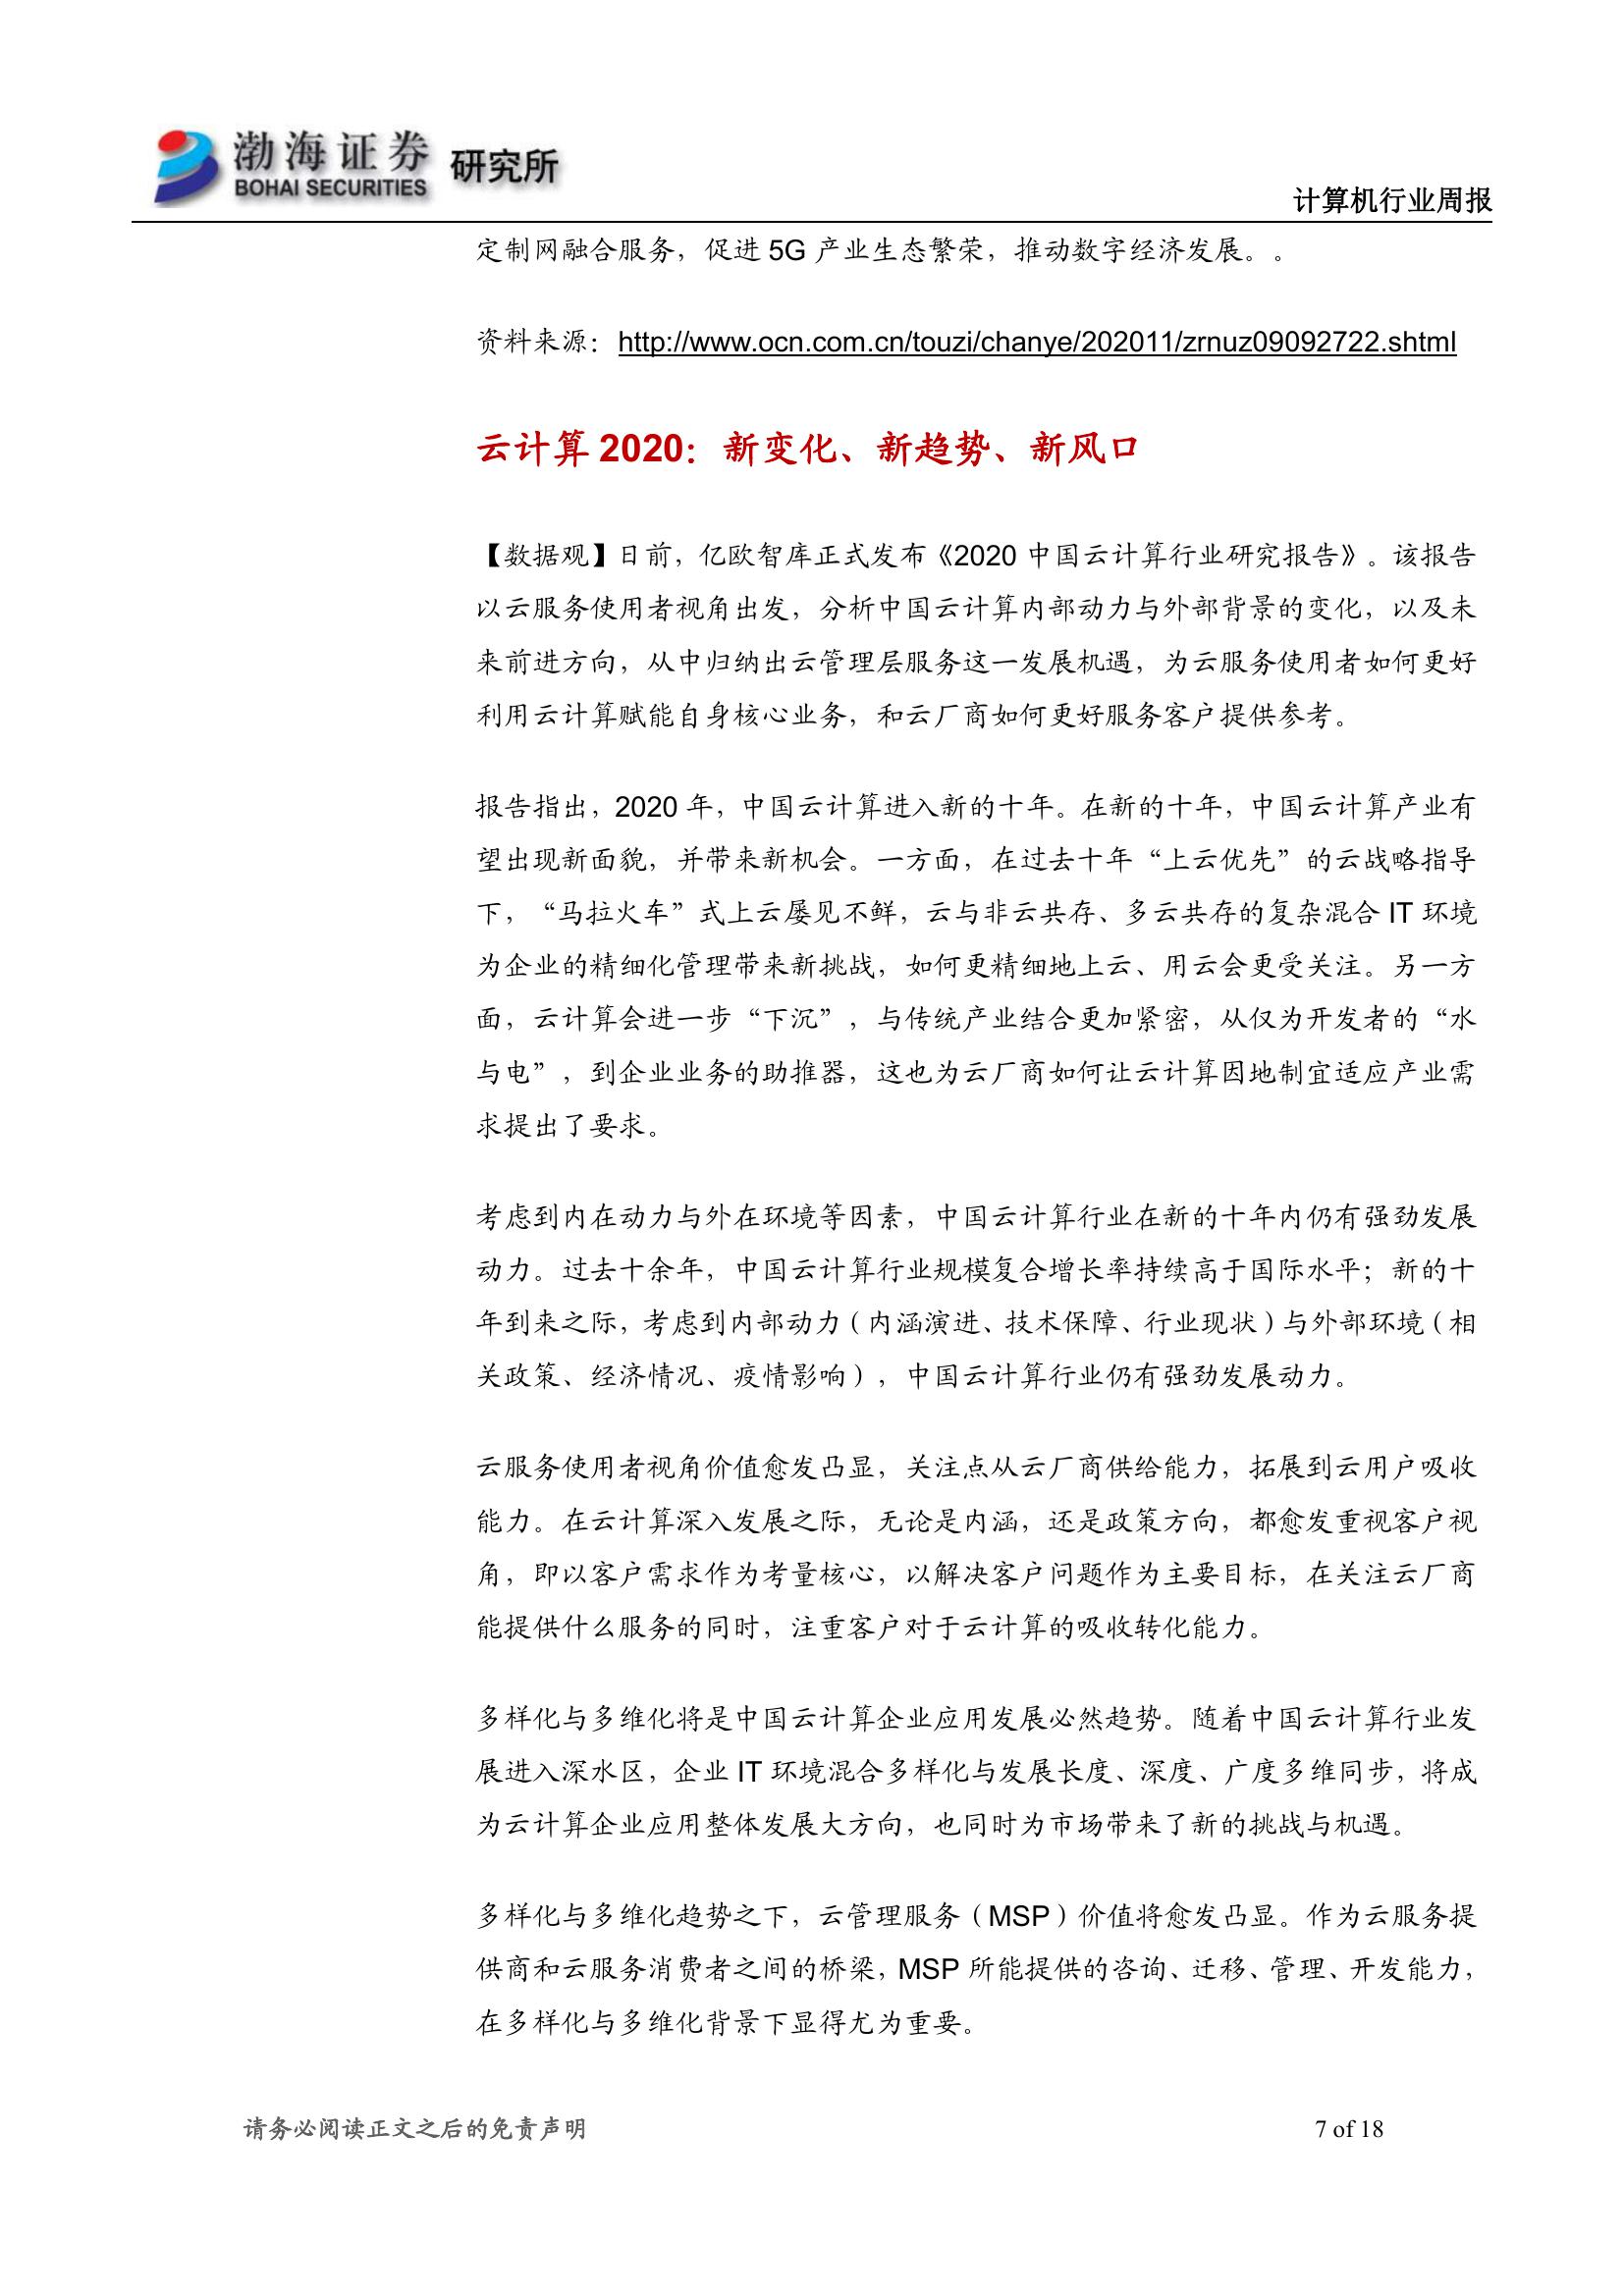 渤海证券
BOHAI SECURITIES
研究所
计算机行业周报
定制网融合服务，促进 5G 产业生态繁荣，推动数字经济发展。。
资料来源：http://www.ocn.com.cn/touzi/chanye/202011/zrnuz09092722.shtml
云计算 2020：新变化、新趋势、新风口
【数据观】日前，亿欧智库正式发布《2020 中国云计算行业研究报告》。该报告
以云服务使用者视角出发，分析中国云计算内部动力与外部背景的变化，以及未
来前进方向，从中归纳出云管理层服务这一发展机遇，为云服务使用者如何更好
利用云计算赋能自身核心业务，和云厂商如何更好服务客户提供参考。
报告指出，2020 年，中国云计算进入新的十年。在新的十年，中国云计算产业有
望出现新面貌，并带来新机会。一方面，在过去十年“上云优先”的云战略指导
下，“马拉火车”式上云屡见不鲜，云与非云共存、多云共存的复杂混合 IT 环境
为企业的精细化管理带来新挑战，如何更精细地上云、用云会更受关注。另一方
面，云计算会进一步“下沉”，与传统产业结合更加紧密，从仅为开发者的“水
与电”，到企业业务的助推器，这也为云厂商如何让云计算因地制宜适应产业需
求提出了要求。
考虑到内在动力与外在环境等因素，中国云计算行业在新的十年内仍有强劲发展
动力。过去十余年，中国云计算行业规模复合增长率持续高于国际水平；新的十
年到来之际，考虑到内部动力（内涵演进、技术保障、行业现状）与外部环境（相
关政策、经济情况、疫情影响），中国云计算行业仍有强劲发展动力。
云服务使用者视角价值愈发凸显，关注点从云厂商供给能力，拓展到云用户吸收
能力。在云计算深入发展之际，无论是内涵，还是政策方向，都愈发重视客户视
角，即以客户需求作为考量核心，以解决客户问题作为主要目标，在关注云厂商
能提供什么服务的同时，注重客户对于云计算的吸收转化能力。
多样化与多维化将是中国云计算企业应用发展必然趋势。随着中国云计算行业发
展进入深水区，企业 IT 环境混合多样化与发展长度、深度、广度多维同步，将成
为云计算企业应用整体发展大方向，也同时为市场带来了新的挑战与机遇。
多样化与多维化趋势之下，云管理服务（MSP）价值将愈发凸显。作为云服务提
供商和云服务消费者之间的桥梁，MSP 所能提供的咨询、迁移、管理、开发能力，
在多样化与多维化背景下显得尤为重要。
请务必阅读正文之后的免责声明
7 of 18